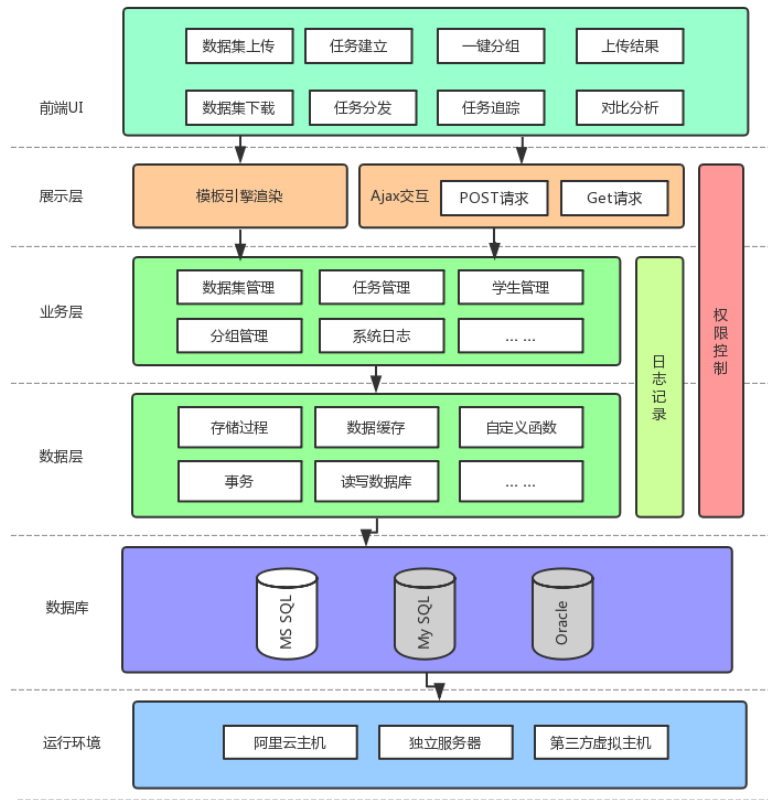 数据集上传
任务建立
一键分组
上传结果
前端UI
数据集下载
任务分发
任务追踪
对比分析
展示层
模板引擎渲染
Ajax交互
POST请求
Get请求
业务层
数据集管理
任务管理
学生管理
分组管理
系统日志
... ...
权限控制
日志记录
数据层
存储过程
数据缓存
自定义函数
事务
读写数据库
... ...
数据库
MS SQL
My SQL
Oracle
运行环境
阿里云主机
独立服务器
第三方虚拟主机